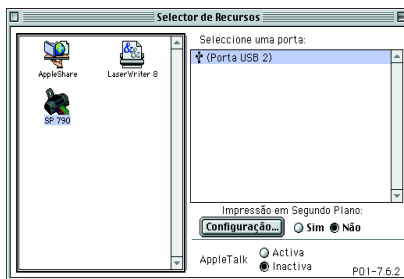 Selector de Recursos
Seleccione uma porta:
(Porta USB 2)
AppleShare
LaserWriter 8
SP 790
Impressão em Segundo Plano:
Configuração... Sim Não
AppleTalk Activa
Inactiva
P01-7.6.2